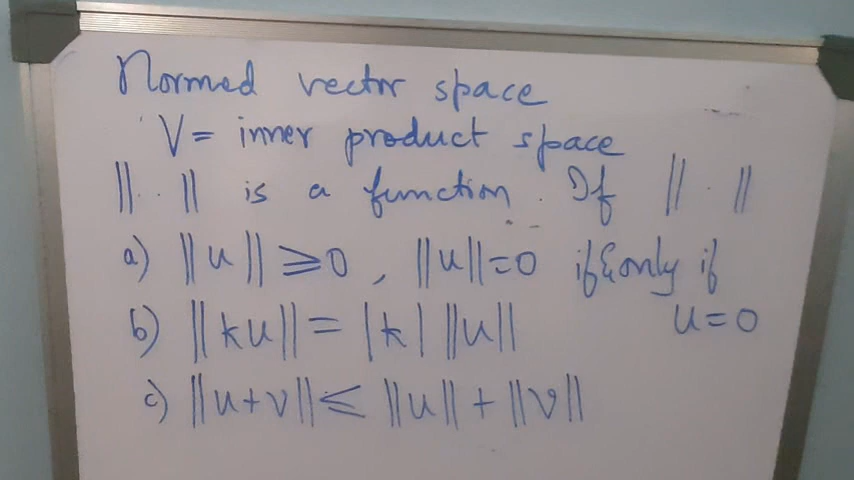 Normed vector space
V = inner product space
||·|| is a function. If ||·||
a) ||u|| ⩾ 0, ||u|| = 0 if & only if
u = 0
b) ||ku|| = |k| ||u||
c) ||u+v|| ≤ ||u|| + ||v||